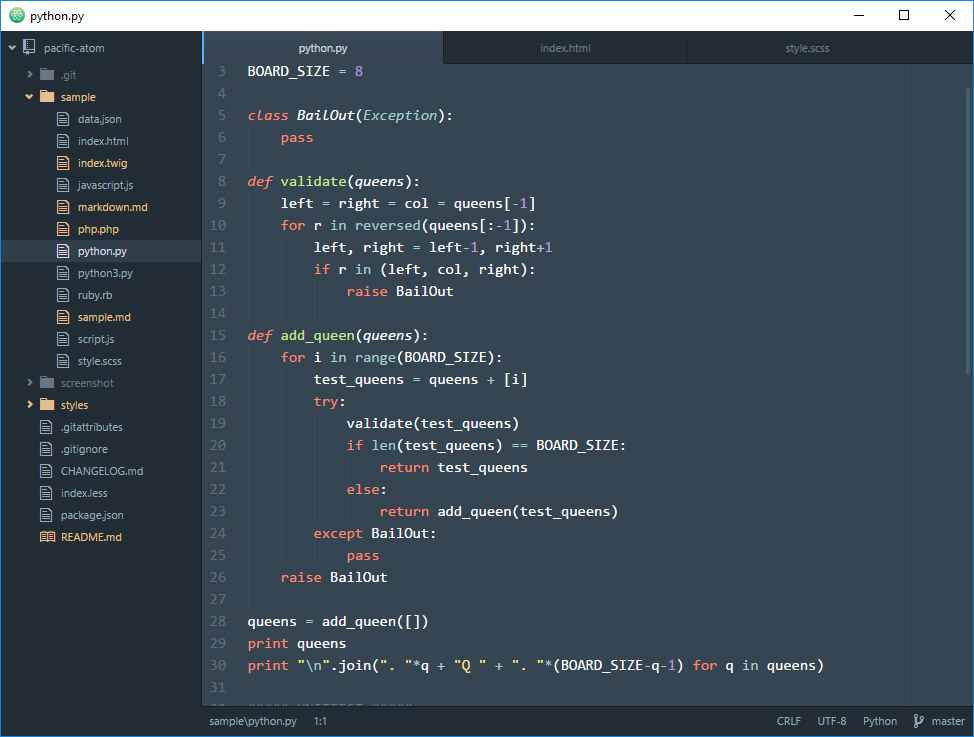 python.py
pacific-atom
.git
sample
data.json
index.html
index.twig
javascript.js
markdown.md
php.php
python.py
python3.py
ruby.rb
sample.md
script.js
style.scss
screenshot
styles
.gitattributes
.gitignore
CHANGELOG.md
index.less
package.json
README.md
python.py index.html style.scss
3 BOARD_SIZE = 8
4
5 class BailOut(Exception):
6 pass
7
8 def validate(queens):
9 left = right = col = queens[-1]
10 for r in reversed(queens[:-1]):
11 left, right = left-1, right+1
12 if r in (left, col, right):
13 raise BailOut
14
15 def add_queen(queens):
16 for i in range(BOARD_SIZE):
17 test_queens = queens + [i]
18 try:
19 validate(test_queens)
20 if len(test_queens) == BOARD_SIZE:
21 return test_queens
22 else:
23 return add_queen(test_queens)
24 except BailOut:
25 pass
26 raise BailOut
27
28 queens = add_queen([])
29 print queens
30 print "\n".join(". "*q + "Q " + ". "*(BOARD_SIZE-q-1) for q in queens)
31
sample\python.py 1:1 CRLF UTF-8 Python master